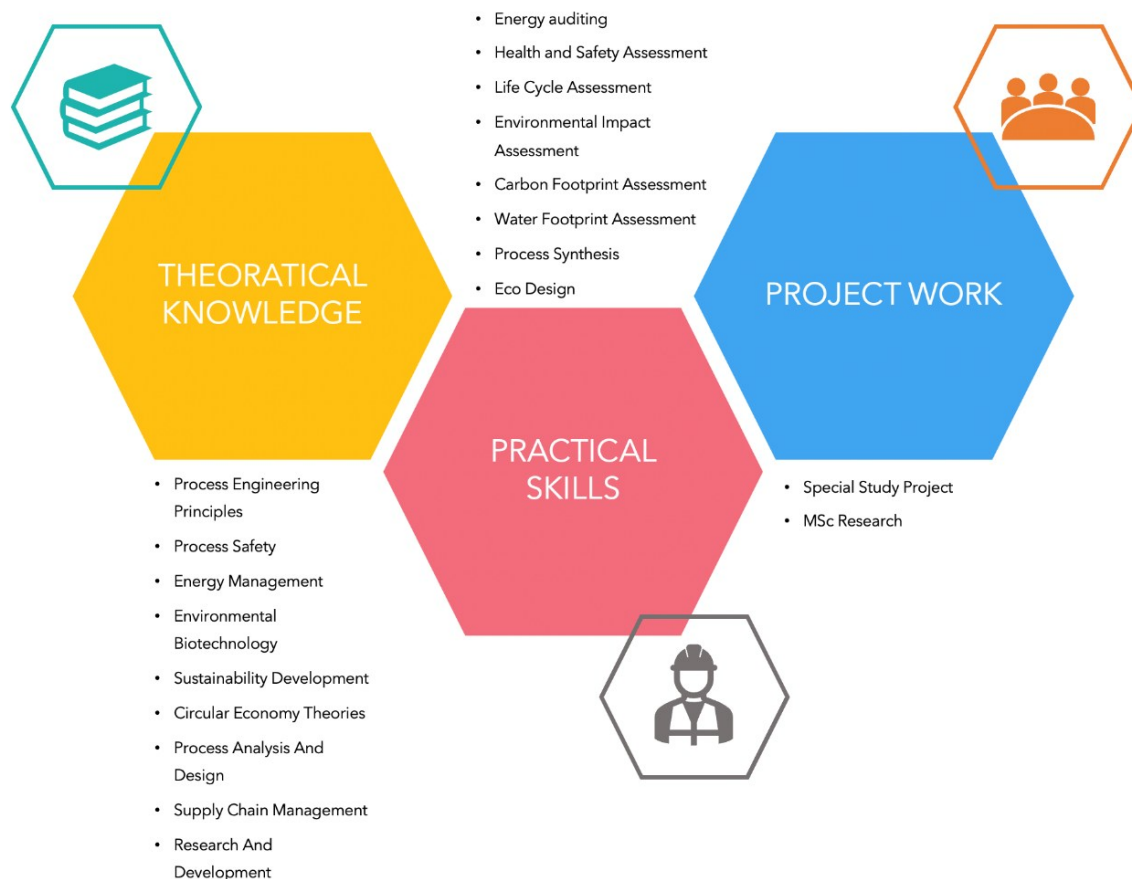 • Energy auditing
• Health and Safety Assessment
• Life Cycle Assessment
• Environmental Impact
Assessment
• Carbon Footprint Assessment
• Water Footprint Assessment
• Process Synthesis
• Eco Design
THEORATICAL
KNOWLEDGE
PROJECT WORK
PRACTICAL
SKILLS
• Process Engineering
Principles
• Process Safety
• Energy Management
• Environmental
Biotechnology
• Sustainability Development
• Circular Economy Theories
• Process Analysis And
Design
• Supply Chain Management
• Research And
Development
• Special Study Project
• MSc Research